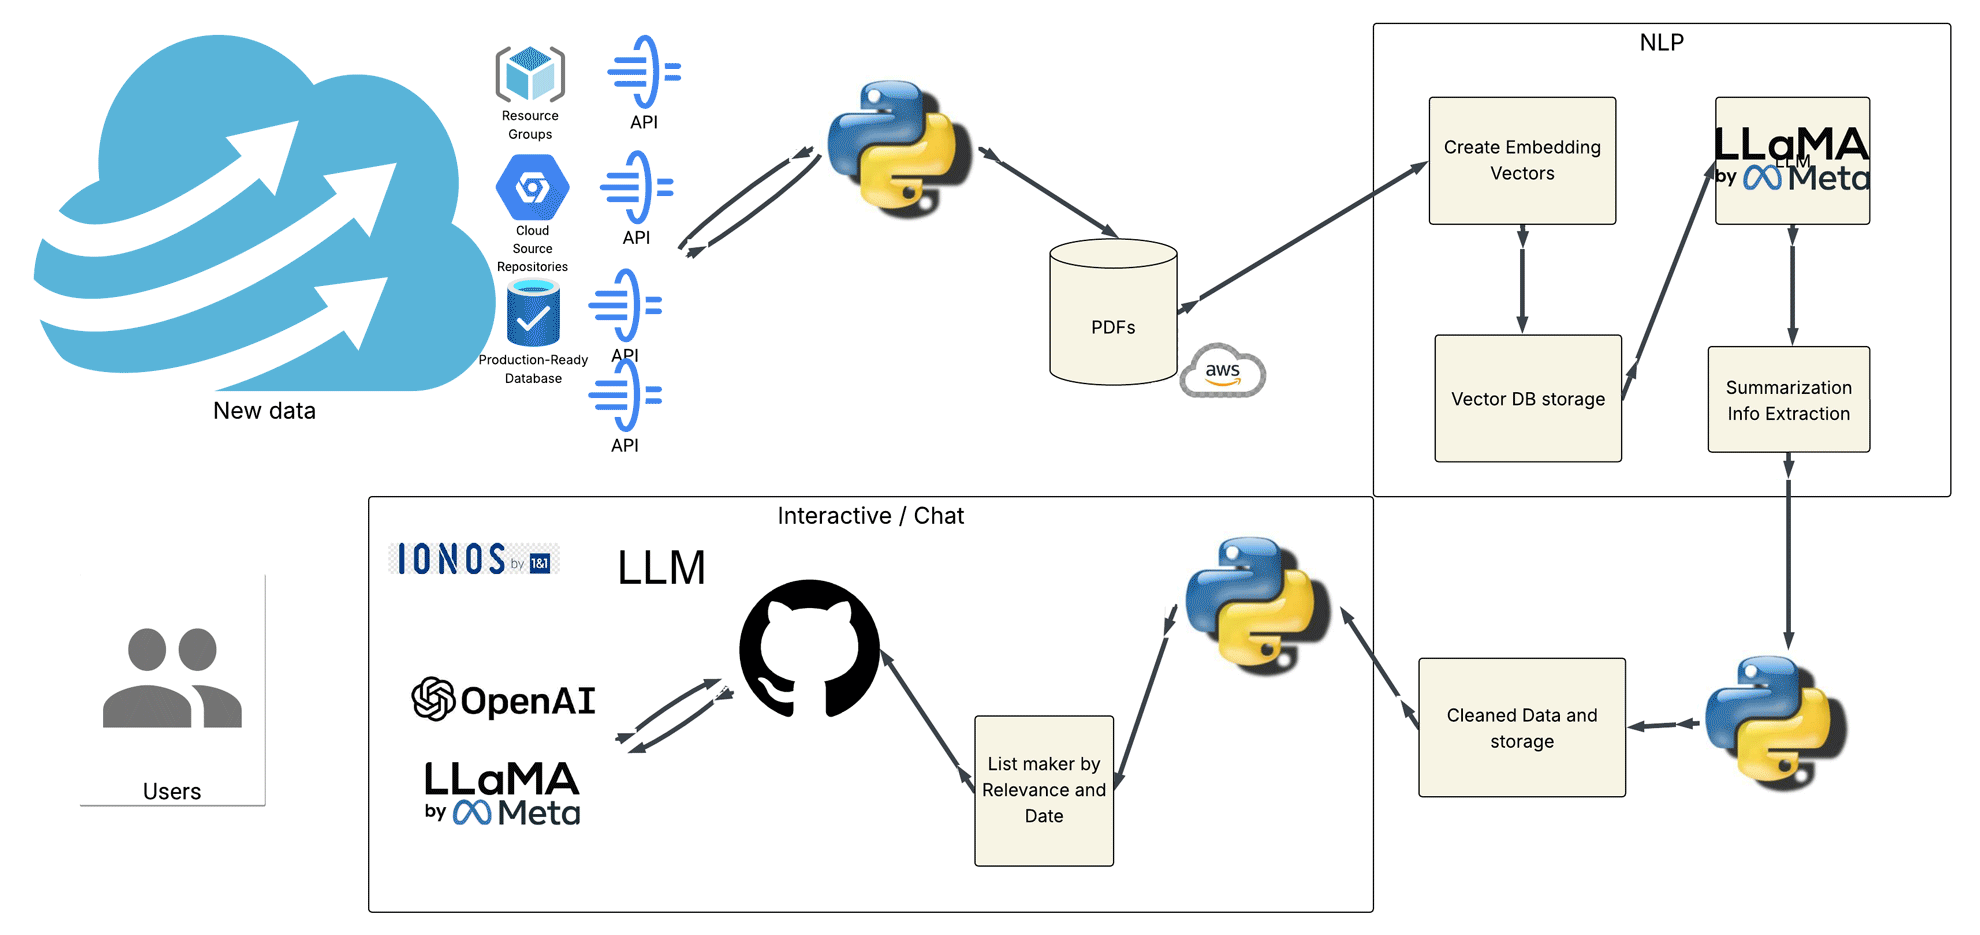 NLP
Resource
Groups
API
Cloud
Source
Repositories
API
Production-Ready
Database
API
API
New data
PDFs
aws
Create Embedding
Vectors
LLaMA
LLM
by Meta
Vector DB storage
Summarization
Info Extraction
Interactive / Chat
IONOS by 1&1
LLM
OpenAI
LLaMA
by Meta
List maker by
Relevance and
Date
Cleaned Data and
storage
Users